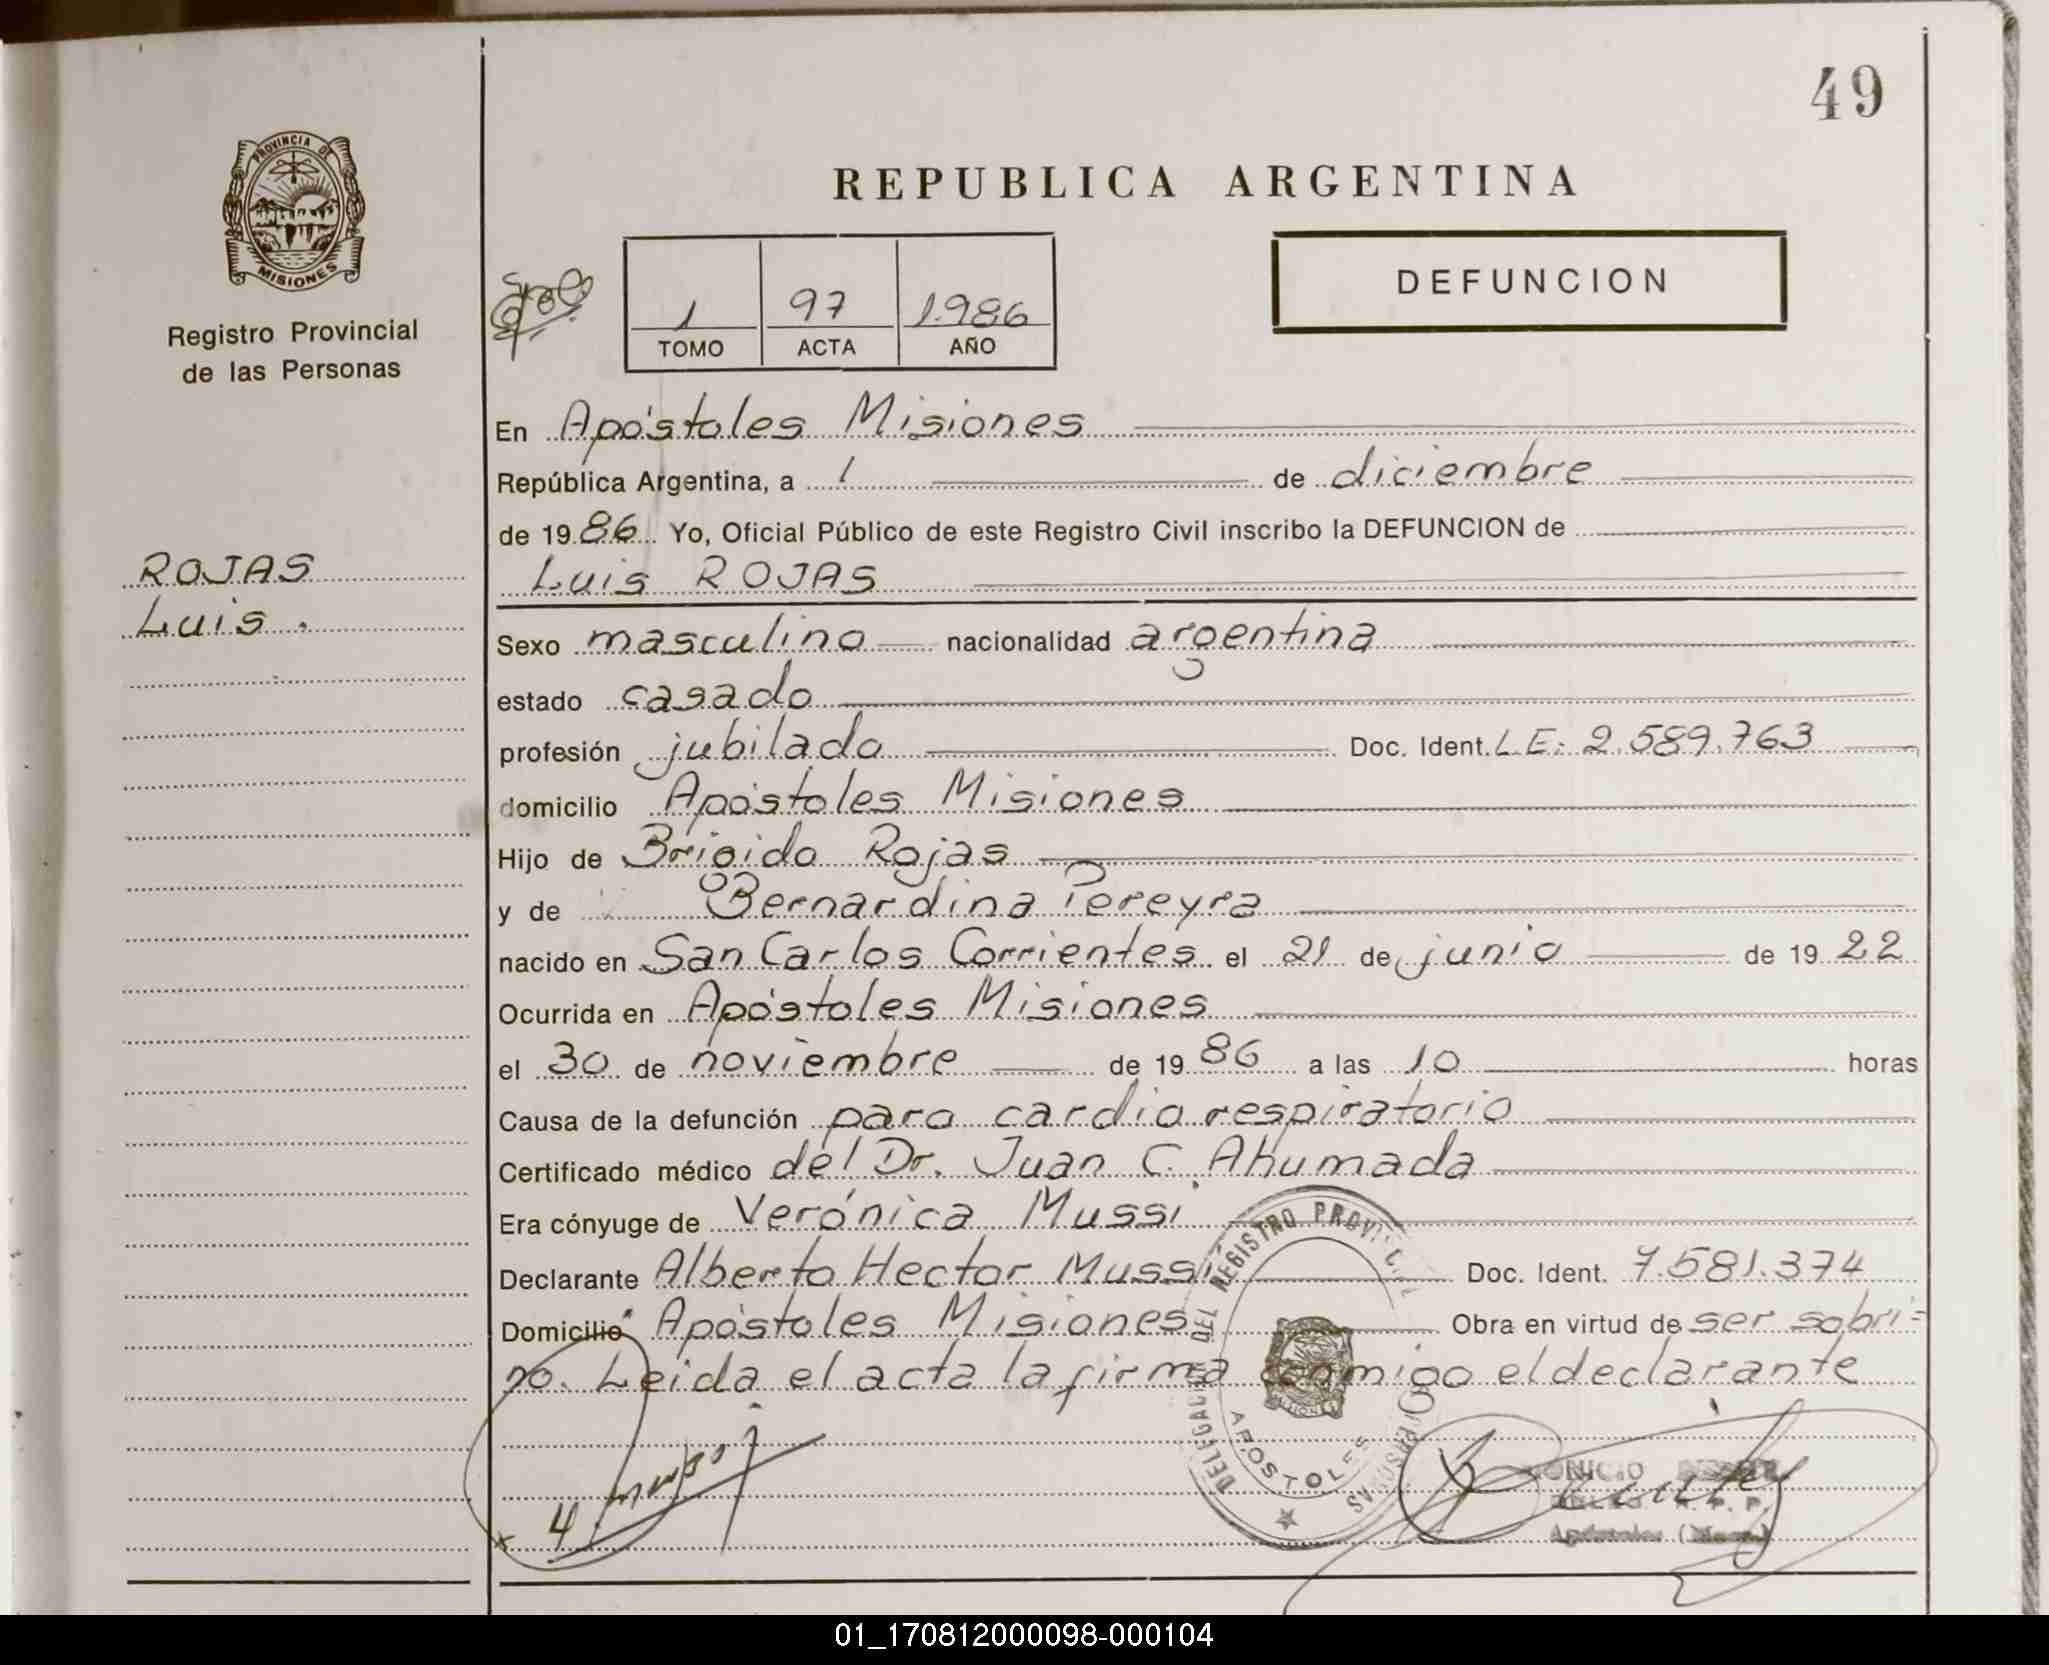 49
PROVINCIA DE
MISIONES
Registro Provincial
de las Personas
REPUBLICA ARGENTINA
DEFUNCION
1 97 1.986
TOMO ACTA AÑO
En Apóstoles Misiones
República Argentina, a 1 de diciembre
de 1986 Yo, Oficial Público de este Registro Civil inscribo la DEFUNCION de
ROJAS
Luis.
Luis ROJAS
Sexo masculino nacionalidad argentina
estado casado
profesión jubilado Doc. Ident. LE: 2.589.763
domicilio Apóstoles Misiones
Hijo de Brigido Rojas
y de Bernardina Pereyra
nacido en San Carlos Corrientes el 21 de junio de 1922
Ocurrida en Apóstoles Misiones
el 30 de noviembre de 1986 a las 10 horas
Causa de la defunción paro cardio respiratorio
Certificado médico del Dr. Juan C. Ahumada
Era cónyuge de Verónica Mussi
Declarante Alberto Hector Mussi Doc. Ident. 7.581.374
Domicilio Apóstoles Misiones Obra en virtud de ser sobri=
no. Leida el acta la firma conmigo el declarante
DELEGACION DEL REGISTRO PROVINCIAL
PERSONAS
APOSTOLES
01_170812000098-000104